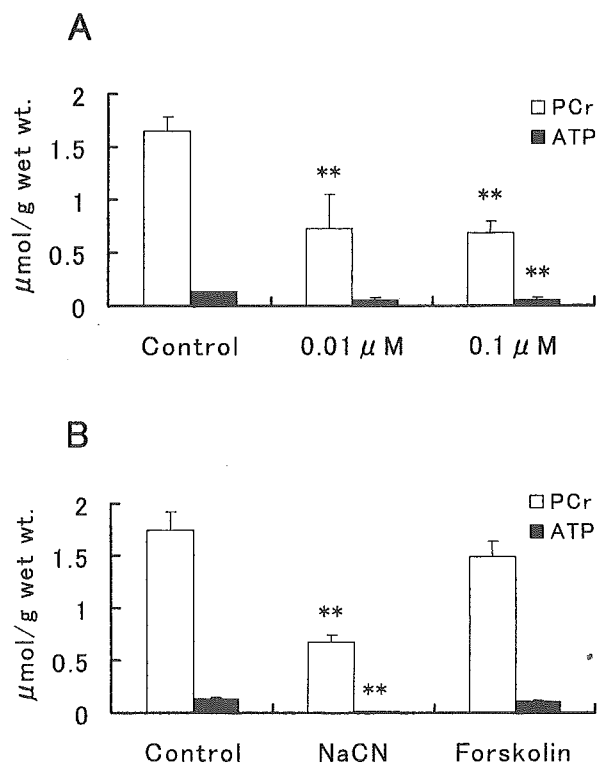 A
μmol/g wet wt.
2
1.5
1
0.5
0
PCr
ATP
**
**
**
Control
0.01 μM
0.1 μM
B
μmol/g wet wt.
2
1.5
1
0.5
0
PCr
ATP
**
**
Control
NaCN
Forskolin